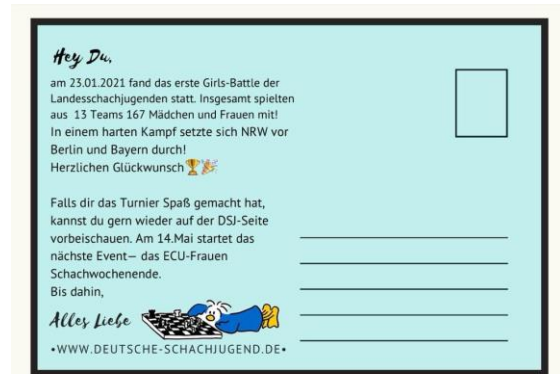 Hey Du,
am 23.01.2021 fand das erste Girls-Battle der
Landesschachjugenden statt. Insgesamt spielten
aus 13 Teams 167 Mädchen und Frauen mit!
In einem harten Kampf setzte sich NRW vor
Berlin und Bayern durch!
Herzlichen Glückwunsch🏆🎉
Falls dir das Turnier Spaß gemacht hat,
kannst du gern wieder auf der DSJ-Seite
vorbeischauen. Am 14.Mai startet das
nächste Event— das ECU-Frauen
Schachwochenende.
Bis dahin,
Alles Liebe
•WWW.DEUTSCHE-SCHACHJUGEND.DE•